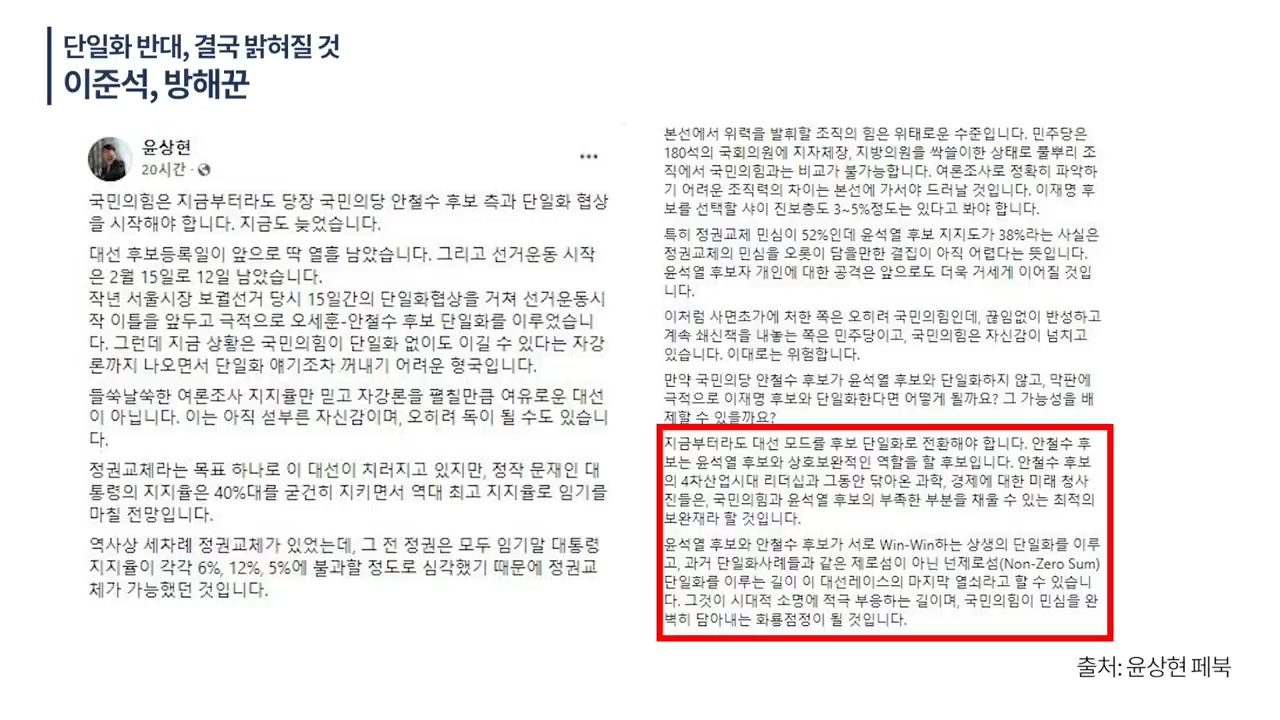 단일화 반대, 결국 밝혀질 것
이준석, 방해꾼
윤상현
20시간 ·
국민의힘은 지금부터라도 당장 국민의당 안철수 후보 측과 단일화 협상
을 시작해야 합니다. 지금도 늦었습니다.
대선 후보등록일이 앞으로 딱 열흘 남았습니다. 그리고 선거운동 시작
은 2월 15일로 12일 남았습니다.
작년 서울시장 보궐선거 당시 15일간의 단일화협상을 거쳐 선거운동시
작 이틀을 앞두고 극적으로 오세훈-안철수 후보 단일화를 이루었습니
다. 그런데 지금 상황은 국민의힘이 단일화 없이도 이길 수 있다는 자강
론까지 나오면서 단일화 얘기조차 꺼내기 어려운 형국입니다.
들쑥날쑥한 여론조사 지지율만 믿고 자강론을 펼칠만큼 여유로운 대선
이 아닙니다. 이는 아직 섣부른 자신감이며, 오히려 독이 될 수도 있습니
다.
정권교체라는 목표 하나로 이 대선이 치러지고 있지만, 정작 문재인 대
통령의 지지율은 40%대를 굳건히 지키면서 역대 최고 지지율로 임기를
마칠 전망입니다.
역사상 세차례 정권교체가 있었는데, 그 전 정권은 모두 임기말 대통령
지지율이 각각 6%, 12%, 5%에 불과할 정도로 심각했기 때문에 정권교
체가 가능했던 것입니다.
본선에서 위력을 발휘할 조직의 힘은 위태로운 수준입니다. 민주당은
180석의 국회의원에 지자체장, 지방의원을 싹쓸이한 상태로 풀뿌리 조
직에서 국민의힘과는 비교가 불가능합니다. 여론조사로 정확히 파악하
기 어려운 조직력의 차이는 본선에 가서야 드러날 것입니다. 이재명 후
보를 선택할 샤이 진보층도 3~5%정도는 있다고 봐야 합니다.
특히 정권교체 민심이 52%인데 윤석열 후보 지지도가 38%라는 사실은
정권교체의 민심을 오롯이 담을만한 결집이 아직 어렵다는 뜻입니다.
윤석열 후보자 개인에 대한 공격은 앞으로도 더욱 거세게 이어질 것입
니다.
이처럼 사면초가에 처한 쪽은 오히려 국민의힘인데, 끊임없이 반성하고
계속 쇄신책을 내놓는 쪽은 민주당이고, 국민의힘은 자신감이 넘치고
있습니다. 이대로는 위험합니다.
만약 국민의당 안철수 후보가 윤석열 후보와 단일화하지 않고, 막판에
극적으로 이재명 후보와 단일화한다면 어떻게 될까요? 그 가능성을 배
제할 수 있을까요?
지금부터라도 대선 모드를 후보 단일화로 전환해야 합니다. 안철수 후
보는 윤석열 후보와 상호보완적인 역할을 할 후보입니다. 안철수 후보
의 4차산업시대 리더십과 그동안 닦아온 과학, 경제에 대한 미래 청사
진들은, 국민의힘과 윤석열 후보의 부족한 부분을 채울 수 있는 최적의
보완재라 할 것입니다.
윤석열 후보와 안철수 후보가 서로 Win-Win하는 상생의 단일화를 이루
고, 과거 단일화사례들과 같은 제로섬이 아닌 넌제로섬(Non-Zero Sum)
단일화를 이루는 길이 이 대선레이스의 마지막 열쇠라고 할 수 있습니
다. 그것이 시대적 소명에 적극 부응하는 길이며, 국민의힘이 민심을 완
벽히 담아내는 화룡점정이 될 것입니다.
출처: 윤상현 페북